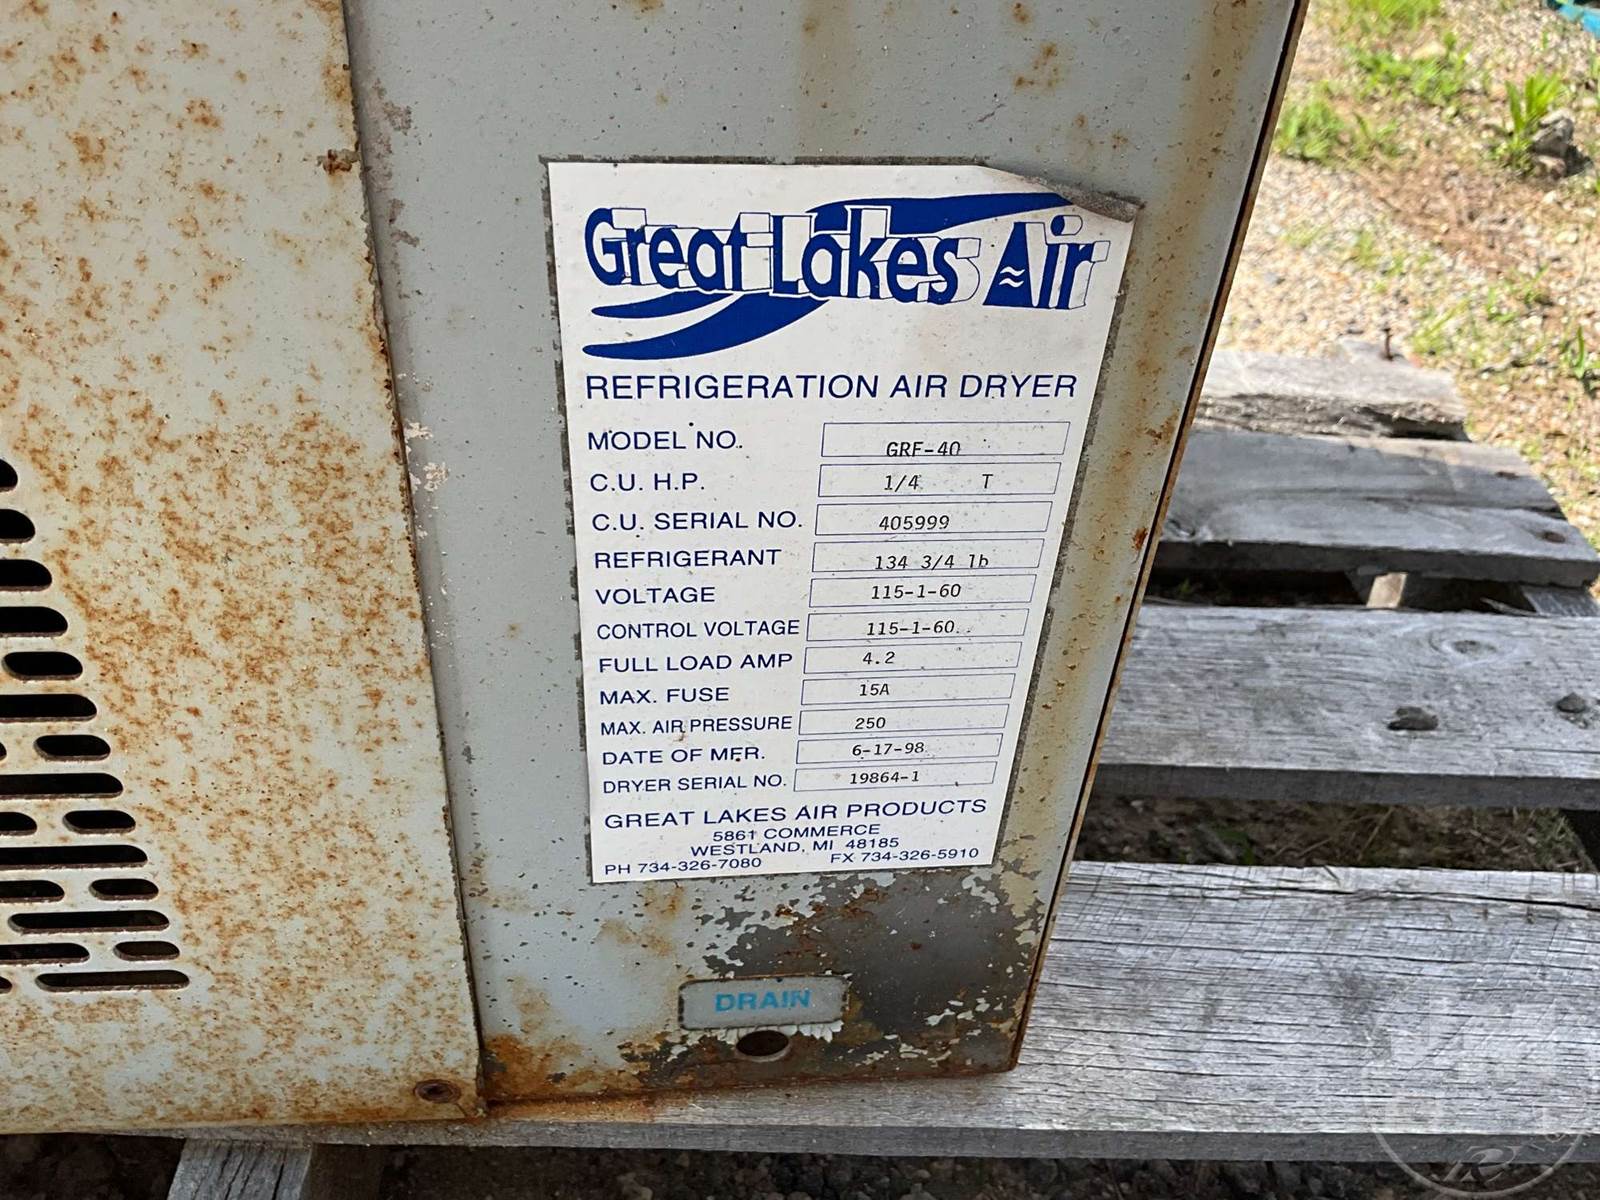 Great Lakes Air
REFRIGERATION AIR DRYER
MODEL NO. GRF-40
C.U. H.P. 1/4 T
C.U. SERIAL NO. 405999
REFRIGERANT 134 3/4 lb
VOLTAGE 115-1-60
CONTROL VOLTAGE 115-1-60
FULL LOAD AMP 4.2
MAX. FUSE 15A
MAX. AIR PRESSURE 250
DATE OF MFR. 6-17-98
DRYER SERIAL NO. 19864-1
GREAT LAKES AIR PRODUCTS
5861 COMMERCE
WESTLAND, MI 48185
PH 734-326-7080 FX 734-326-5910
DRAIN